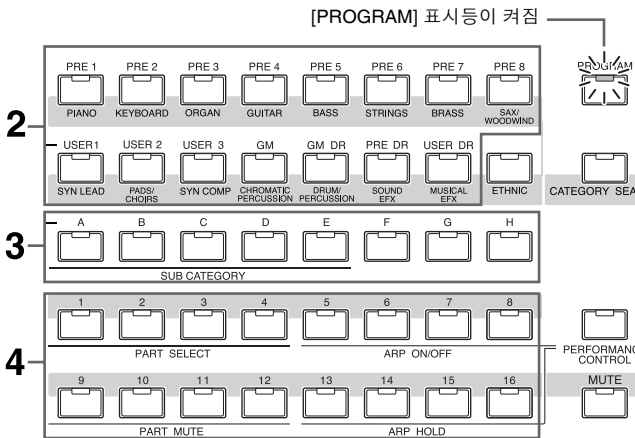 [PROGRAM] 표시등이 켜짐
PRE 1 PRE 2 PRE 3 PRE 4 PRE 5 PRE 6 PRE 7 PRE 8 PROGRAM
PIANO KEYBOARD ORGAN GUITAR BASS STRINGS BRASS SAX/
WOODWIND
2
USER1 USER 2 USER 3 GM GM DR PRE DR USER DR
SYN LEAD PADS/
CHOIRS SYN COMP CHROMATIC
PERCUSSION DRUM/
PERCUSSION SOUND
EFX MUSICAL
EFX ETHNIC CATEGORY SEA
3
A B C D E F G H
SUB CATEGORY
1 2 3 4 5 6 7 8
PART SELECT ARP ON/OFF PERFORMANC
CONTROL
4
9 10 11 12 13 14 15 16 MUTE
PART MUTE ARP HOLD